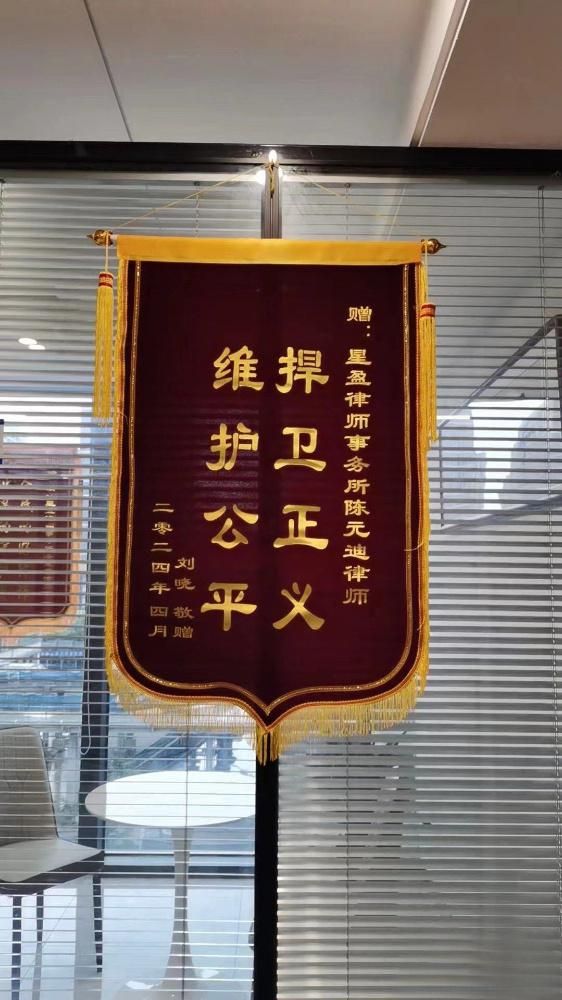 赠：星盈律师事务所陈元迪律师
捍卫正义
维护公平
刘晓 敬赠
二零二四年四月